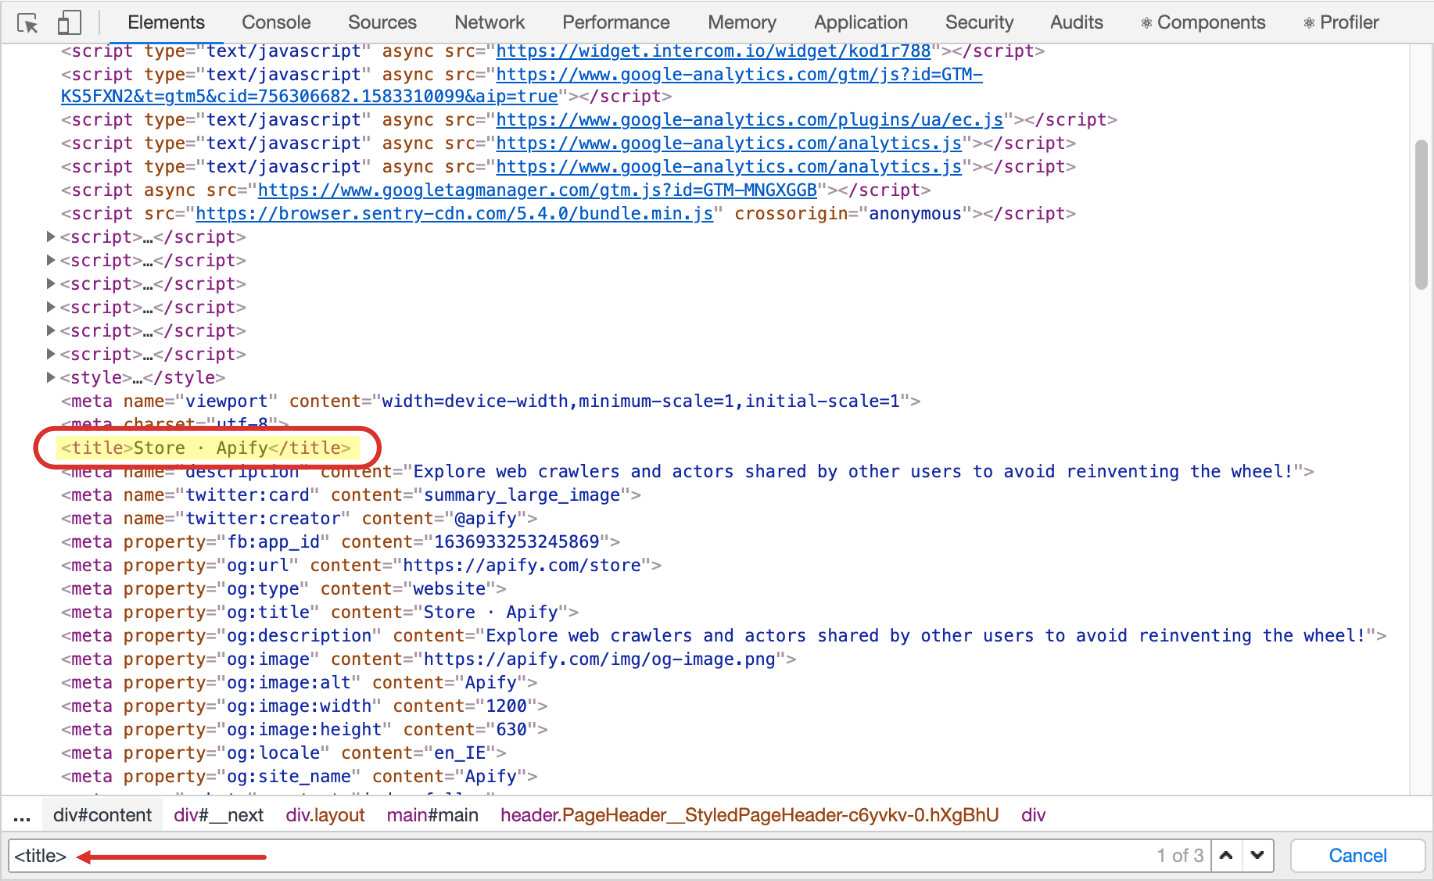 Elements Console Sources Network Performance Memory Application Security Audits ⚛ Components ⚛ Profiler
<script type="text/javascript" async src="https://widget.intercom.io/widget/kod1r788"></script>
<script type="text/javascript" async src="https://www.google-analytics.com/gtm/js?id=GTM-
KS5FXN2&t=gtm5&cid=756306682.1583310099&aip=true"></script>
<script type="text/javascript" async src="https://www.google-analytics.com/plugins/ua/ec.js"></script>
<script type="text/javascript" async src="https://www.google-analytics.com/analytics.js"></script>
<script type="text/javascript" async src="https://www.google-analytics.com/analytics.js"></script>
<script async src="https://www.googletagmanager.com/gtm.js?id=GTM-MNGXGGB"></script>
<script src="https://browser.sentry-cdn.com/5.4.0/bundle.min.js" crossorigin="anonymous"></script>
▶<script>…</script>
▶<script>…</script>
▶<script>…</script>
▶<script>…</script>
▶<script>…</script>
▶<script>…</script>
▶<style>…</style>
<meta name="viewport" content="width=device-width,minimum-scale=1,initial-scale=1">
<meta charset="utf-8">
<title>Store · Apify</title>
<meta name="description" content="Explore web crawlers and actors shared by other users to avoid reinventing the wheel!">
<meta name="twitter:card" content="summary_large_image">
<meta name="twitter:creator" content="@apify">
<meta property="fb:app_id" content="1636933253245869">
<meta property="og:url" content="https://apify.com/store">
<meta property="og:type" content="website">
<meta property="og:title" content="Store · Apify">
<meta property="og:description" content="Explore web crawlers and actors shared by other users to avoid reinventing the wheel!">
<meta property="og:image" content="https://apify.com/img/og-image.png">
<meta property="og:image:alt" content="Apify">
<meta property="og:image:width" content="1200">
<meta property="og:image:height" content="630">
<meta property="og:locale" content="en_IE">
<meta property="og:site_name" content="Apify">
... div#content div#__next div.layout main#main header.PageHeader__StyledPageHeader-c6yvkv-0.hXgBhU div
<title> 1 of 3 Cancel